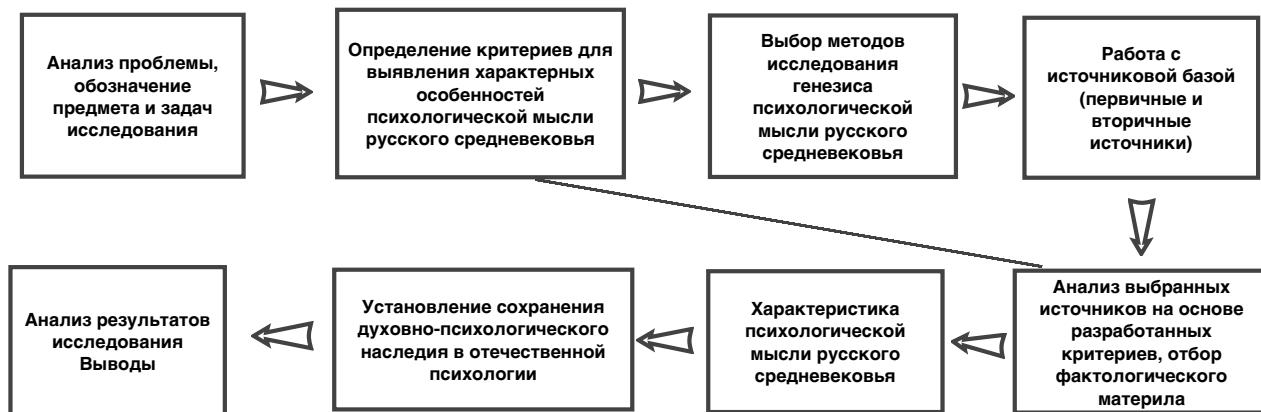 Анализ проблемы,
обозначение
предмета и задач
исследования
Определение критериев для
выявления характерных
особенностей
психологической мысли
русского средневековья
Выбор методов
исследования
генезиса
психологической
мысли русского
средневековья
Работа с
источниковой базой
(первичные и
вторичные
источники)
Анализ выбранных
источников на основе
разработанных
критериев, отбор
фактологического
материла
Характеристика
психологической
мысли русского
средневековья
Установление сохранения
духовно-психологического
наследия в отечественной
психологии
Анализ результатов
исследования
Выводы